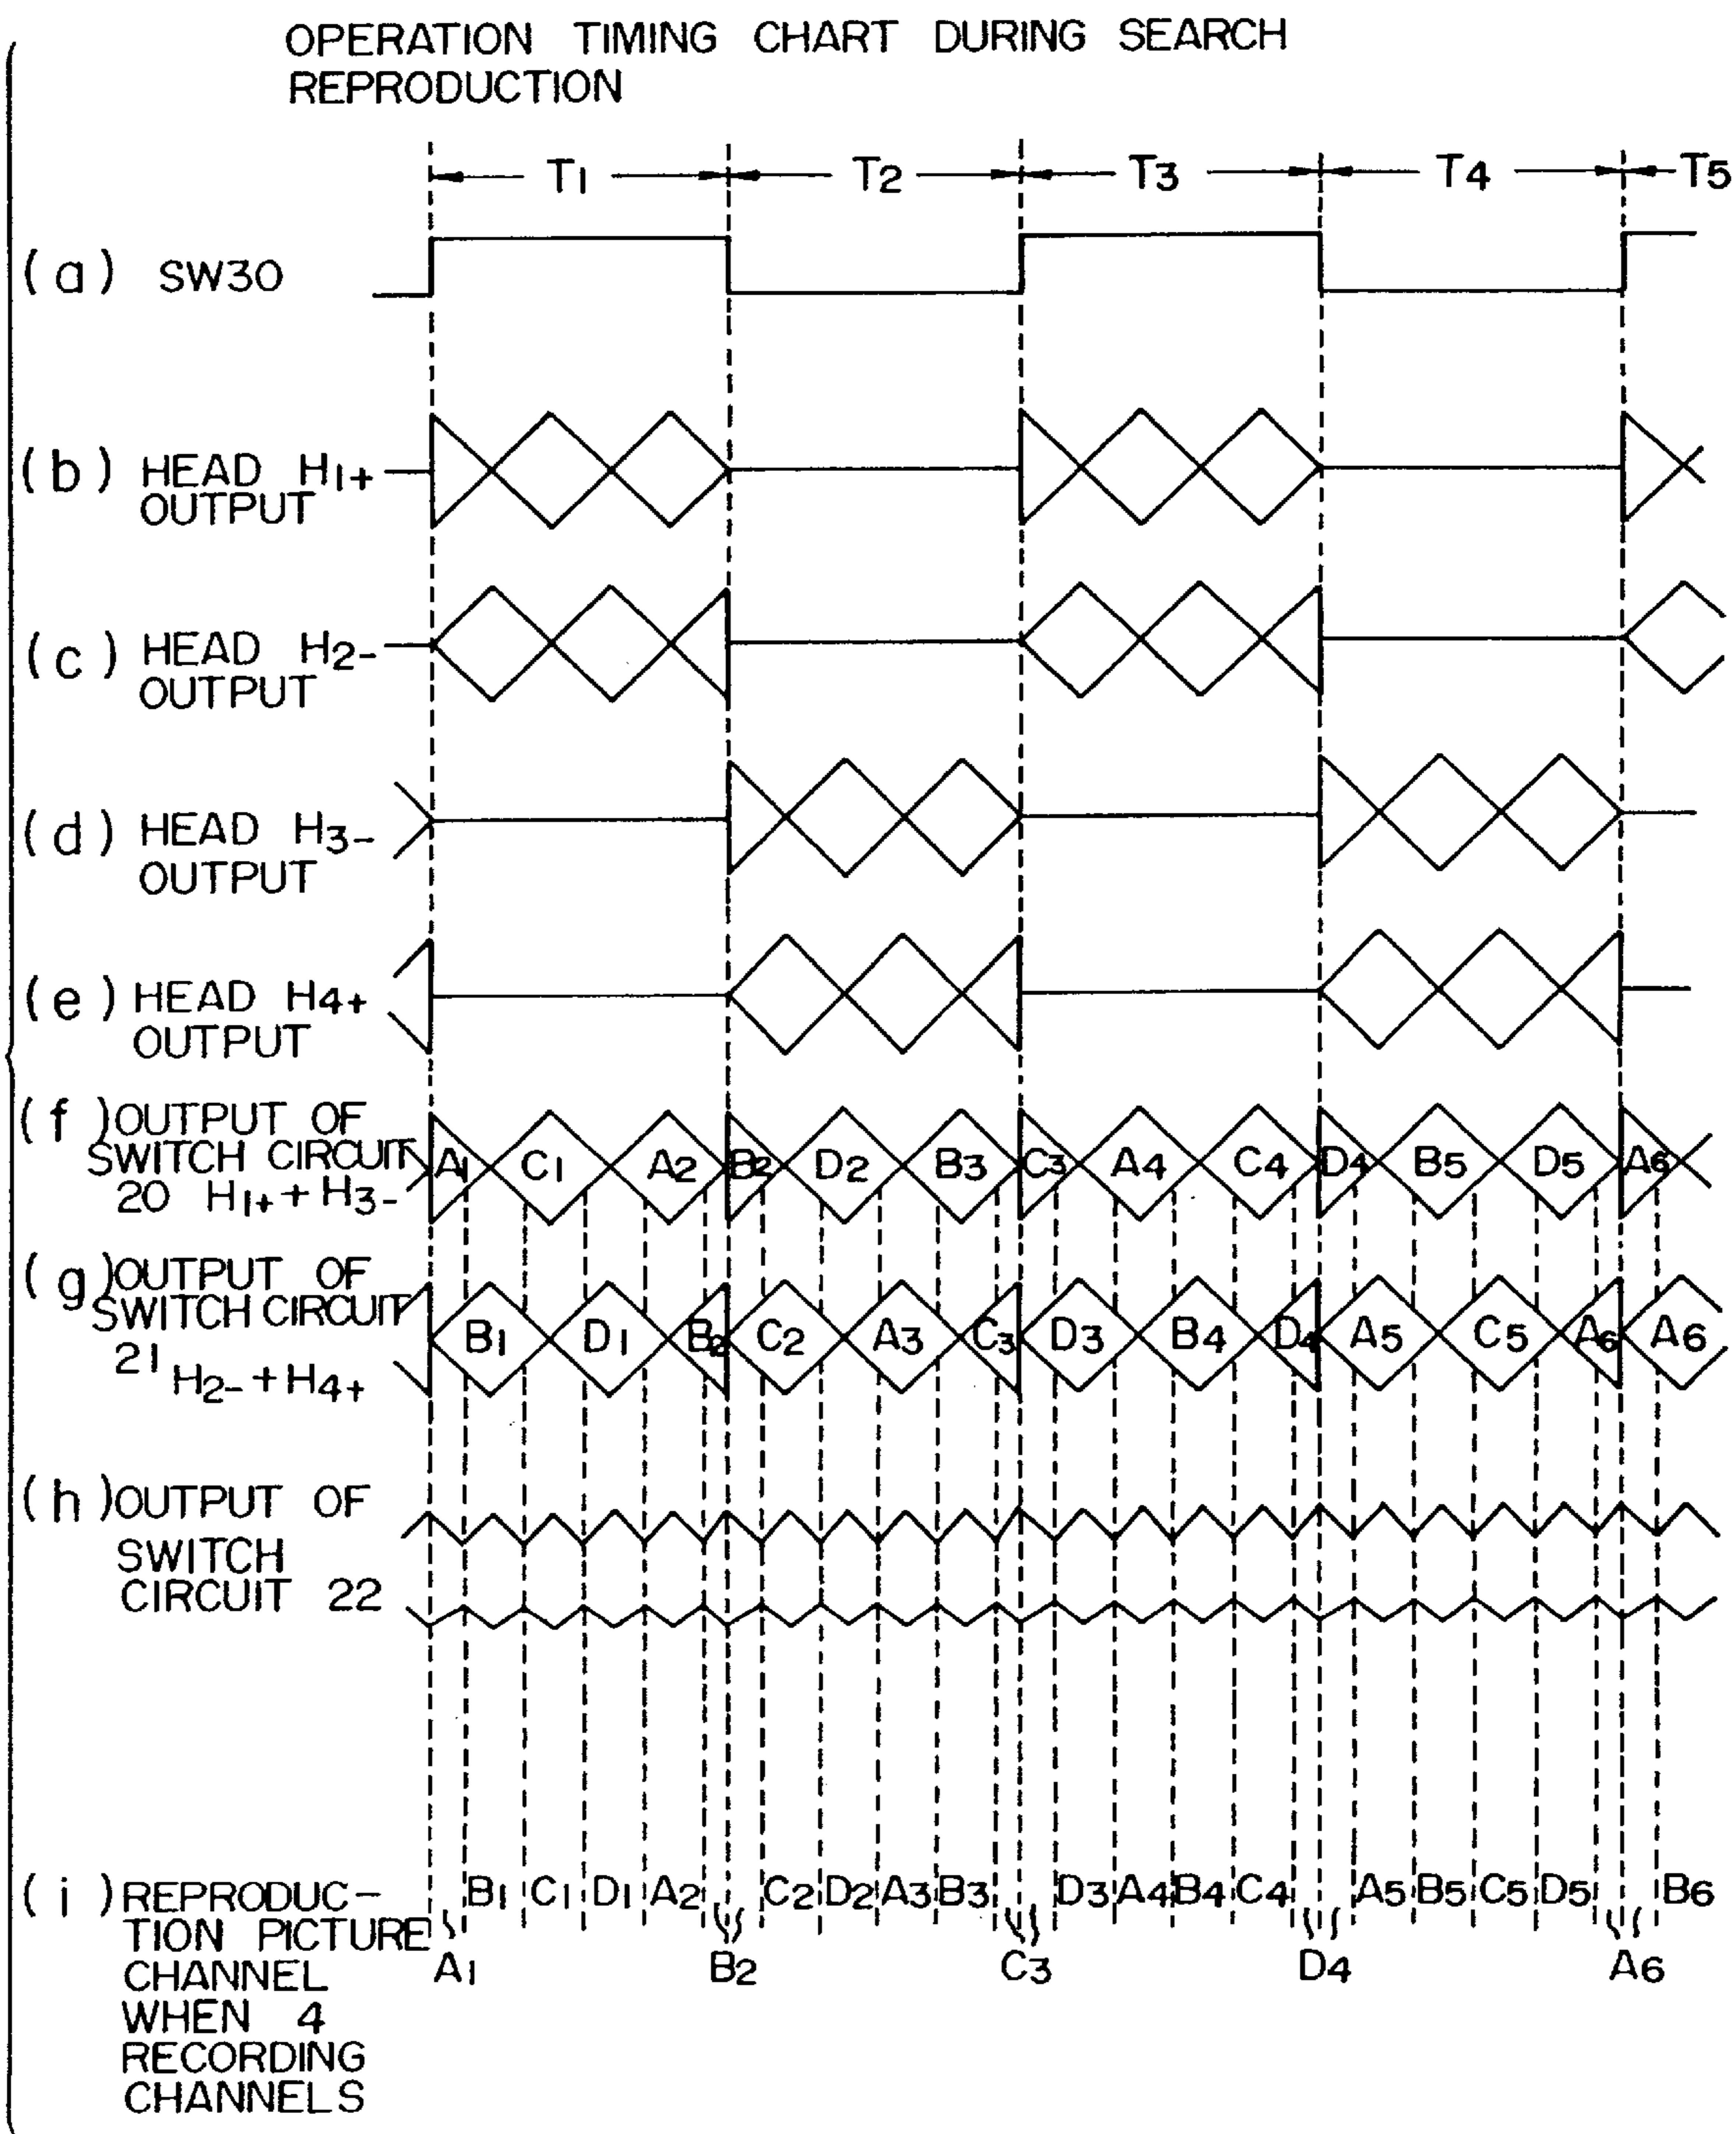 OPERATION TIMING CHART DURING SEARCH
REPRODUCTION
T1 T2 T3 T4 T5
(a) SW30
(b) HEAD H1+
OUTPUT
(c) HEAD H2-
OUTPUT
(d) HEAD H3-
OUTPUT
(e) HEAD H4+
OUTPUT
(f) OUTPUT OF
SWITCH CIRCUIT
20 H1+ + H3-
A1 C1 A2 B2 D2 B3 C3 A4 C4 D4 B5 D5 A6
(g) OUTPUT OF
SWITCH CIRCUIT
21 H2- + H4+
B1 D1 B2 C2 A3 C3 D3 B4 D4 A5 C5 A6 A6
(h) OUTPUT OF
SWITCH
CIRCUIT 22
(i) REPRODUC-
TION PICTURE
CHANNEL
WHEN 4
RECORDING
CHANNELS
B1 C1 D1 A2 C2 D2 A3 B3 D3 A4 B4 C4 A5 B5 C5 D5 B6
A1 B2 C3 D4 A6